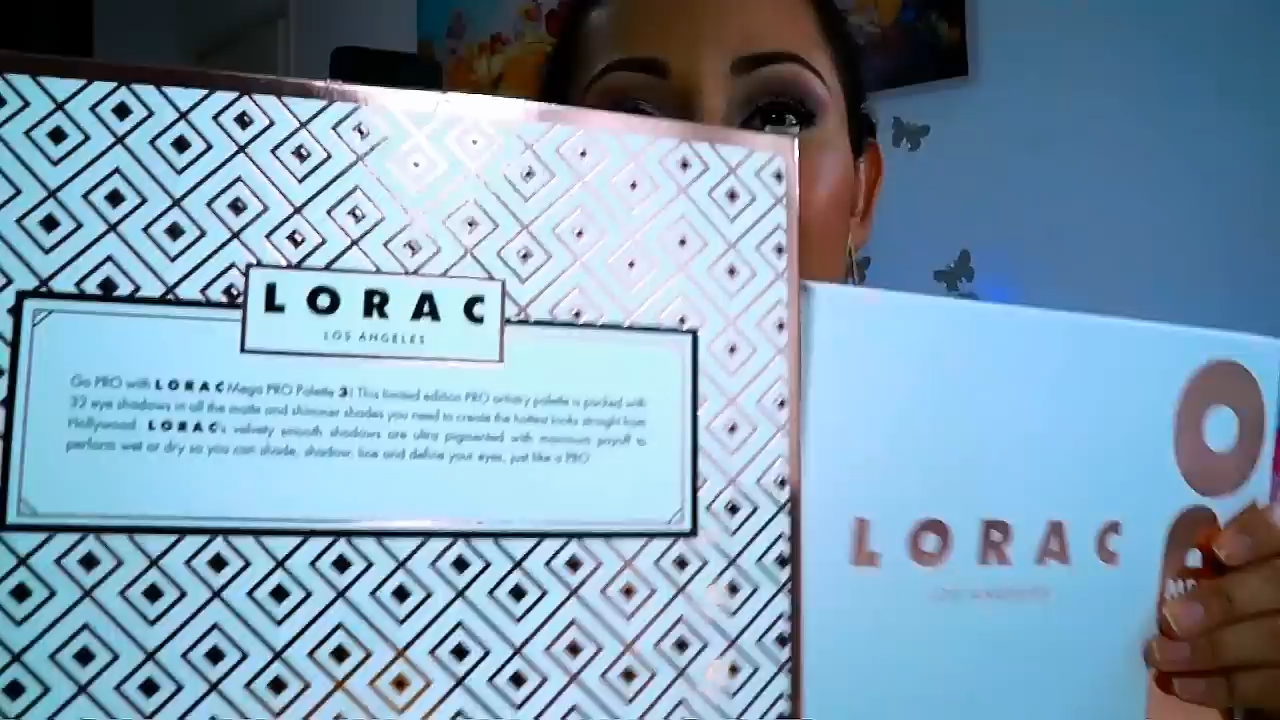 LORAC
LOS ANGELES
Go PRO with LORAC Mega PRO Palette 3! This limited edition PRO artistry palette is packed with
32 eye shadows in all the matte and shimmer shades you need to create the hottest looks straight from
Hollywood. LORAC's velvety smooth shadows are ultra pigmented with maximum payoff to
perform wet or dry so you can shade, shadow, line and define your eyes, just like a PRO
LORAC
LOS ANGELES